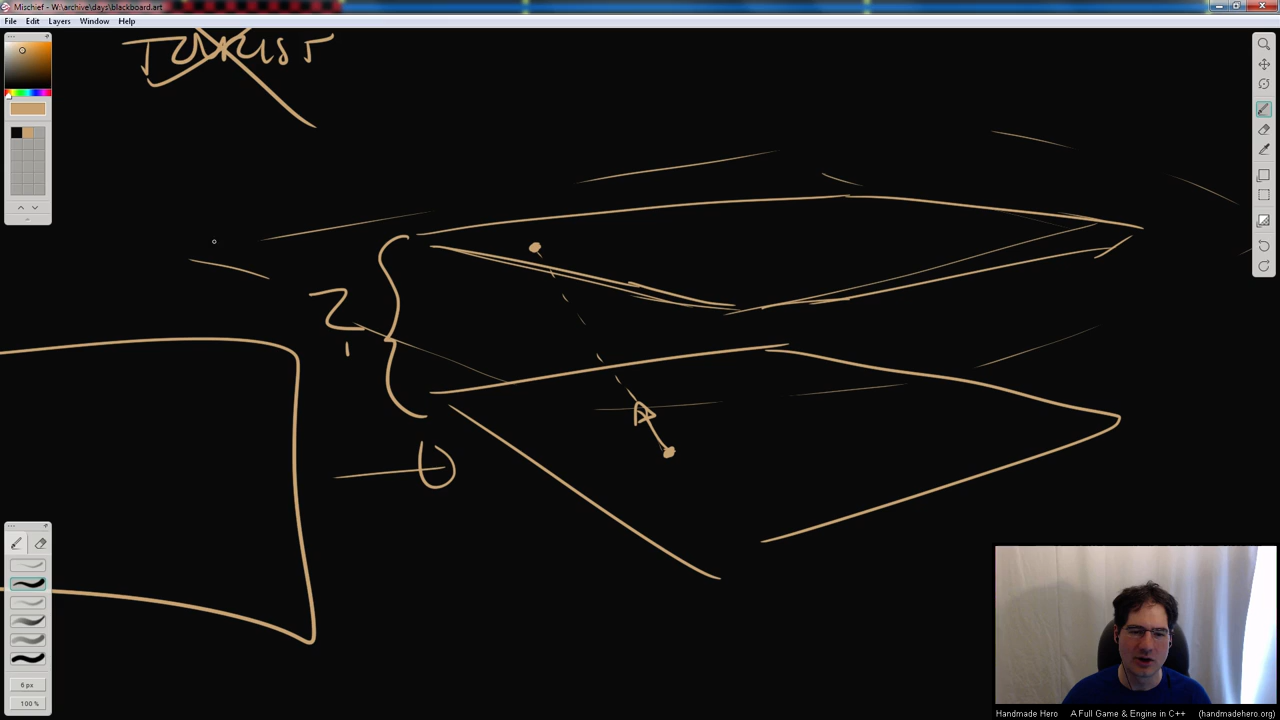 Mischief - W:\archive\days\blackboard.art
File Edit Layers Window Help
6 px
100 %
Z
0
Handmade Hero A Full Game & Engine in C++ (handmadehero.org)